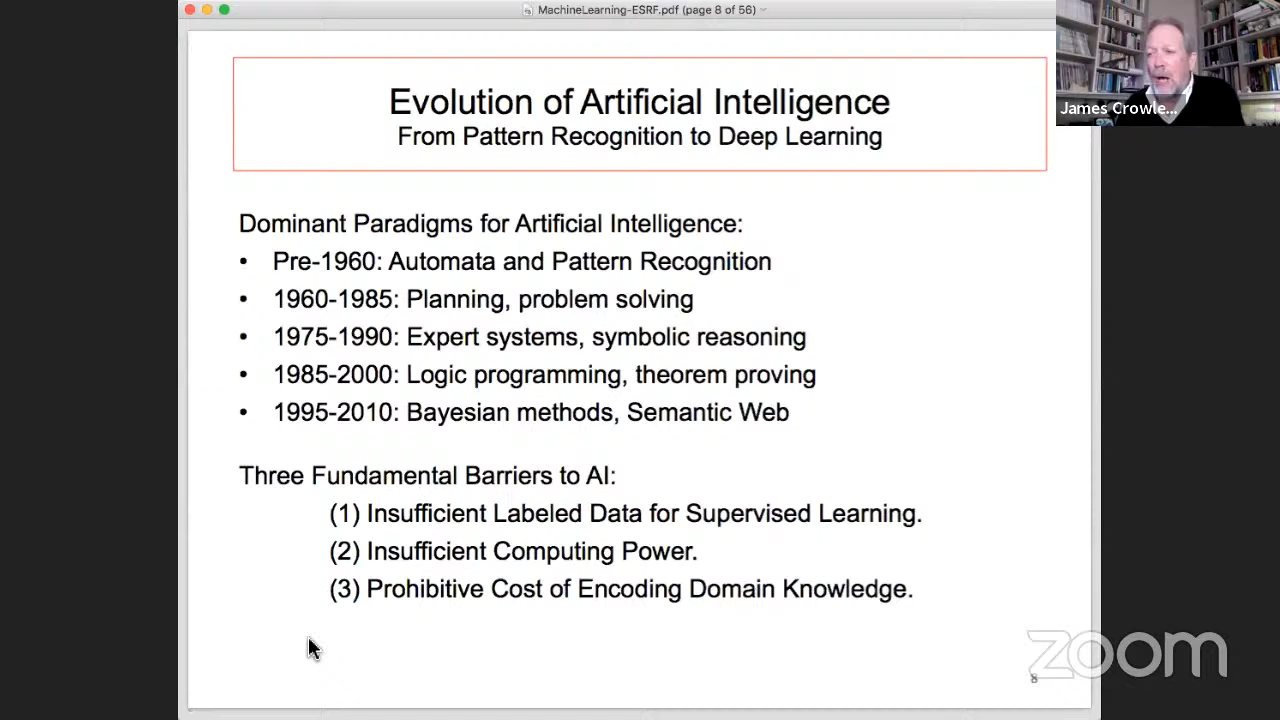 MachineLearning-ESRF.pdf (page 8 of 56)
James Crowle...
Evolution of Artificial Intelligence
From Pattern Recognition to Deep Learning
Dominant Paradigms for Artificial Intelligence:
• Pre-1960: Automata and Pattern Recognition
• 1960-1985: Planning, problem solving
• 1975-1990: Expert systems, symbolic reasoning
• 1985-2000: Logic programming, theorem proving
• 1995-2010: Bayesian methods, Semantic Web
Three Fundamental Barriers to AI:
(1) Insufficient Labeled Data for Supervised Learning.
(2) Insufficient Computing Power.
(3) Prohibitive Cost of Encoding Domain Knowledge.
zoom
8